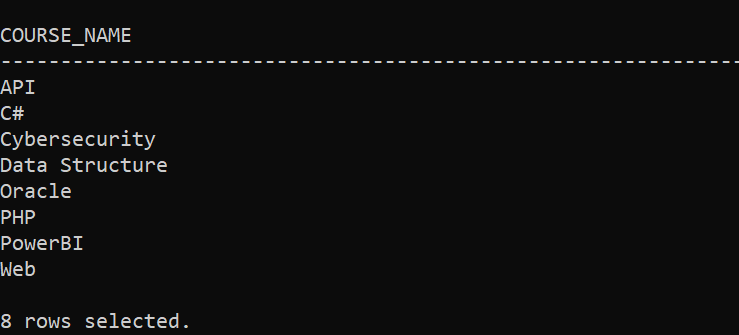 COURSE_NAME
--------------------------------------------------------------
API
C#
Cybersecurity
Data Structure
Oracle
PHP
PowerBI
Web
8 rows selected.